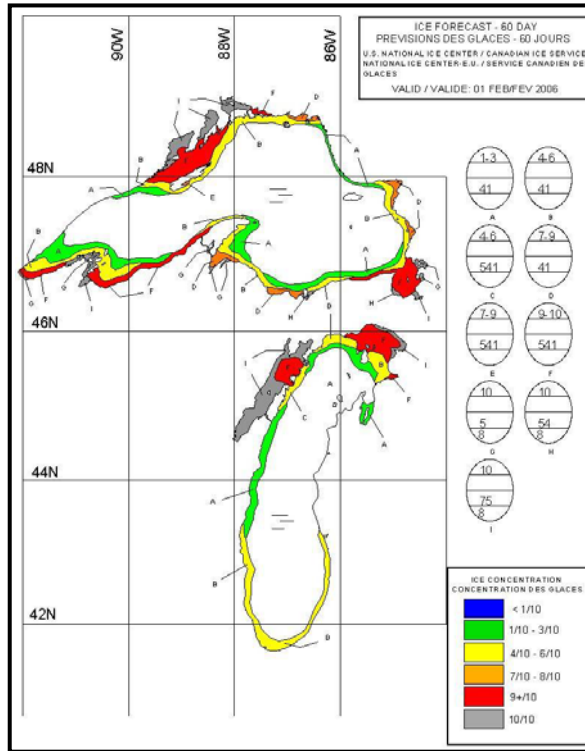 90W
88W
86W
ICE FORECAST - 60 DAY
PREVISIONS DES GLACES - 60 JOURS
U.S. NATIONAL ICE CENTER / CANADIAN ICE SERVICE
NATIONAL ICE CENTER-E.U. / SERVICE CANADIEN DE
GLACES
VALID / VALIDE: 01 FEB/FEV 2006
48N
46N
44N
42N
1-3
41
A
4-6
41
B
4-6
541
C
7-9
41
D
7-9
541
E
9-10
541
F
10
5
8
G
10
54
8
H
10
75
8
I
ICE CONCENTRATION
CONCENTRATION DES GLACES
< 1/10
1/10 - 3/10
4/10 - 6/10
7/10 - 8/10
9+/10
10/10
I
F
D
B
A
E
B
D
B
F
G
I
F
G
D
A
B
D
H
A
G
I
I
A
C
B
F
I
A
A
B
D